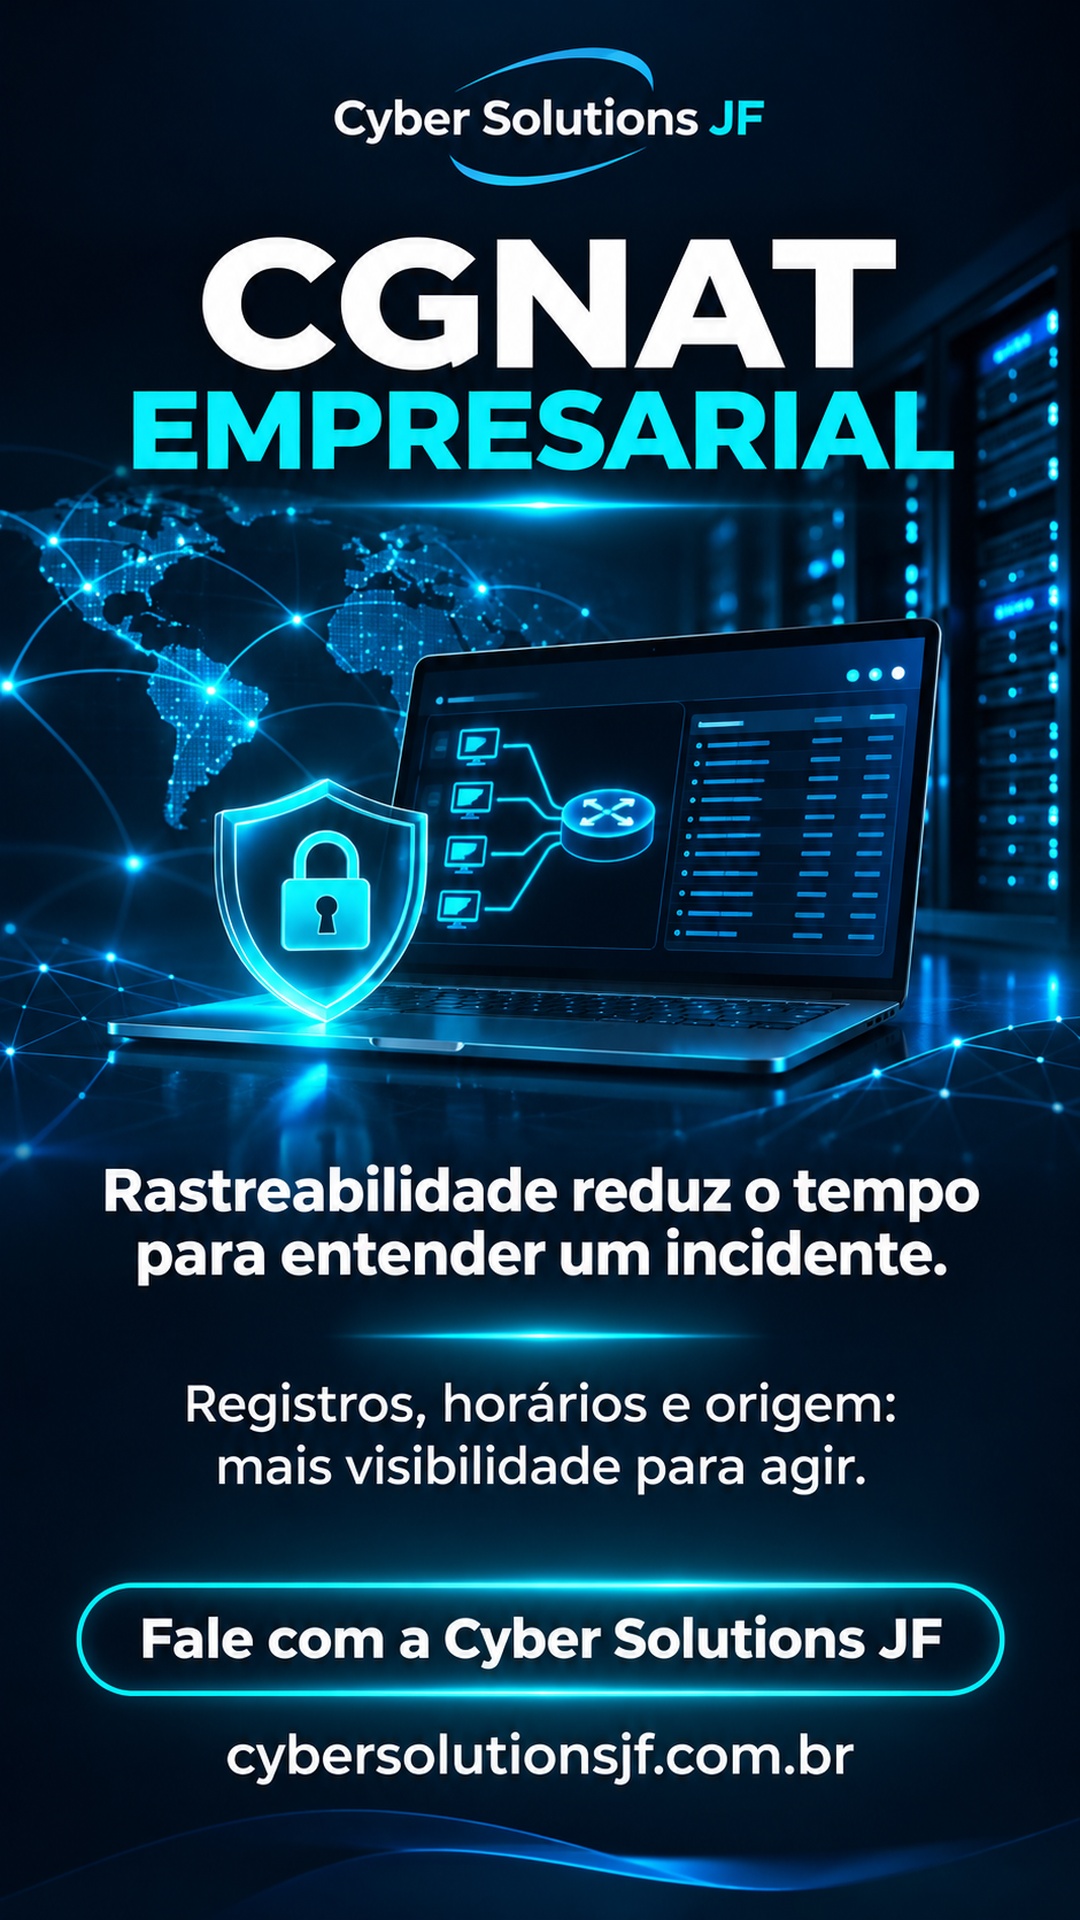 Cyber Solutions JF
CGNAT
EMPRESARIAL
Rastreabilidade reduz o tempo
para entender um incidente.
Registros, horários e origem:
mais visibilidade para agir.
Fale com a Cyber Solutions JF
cybersolutionsjf.com.br